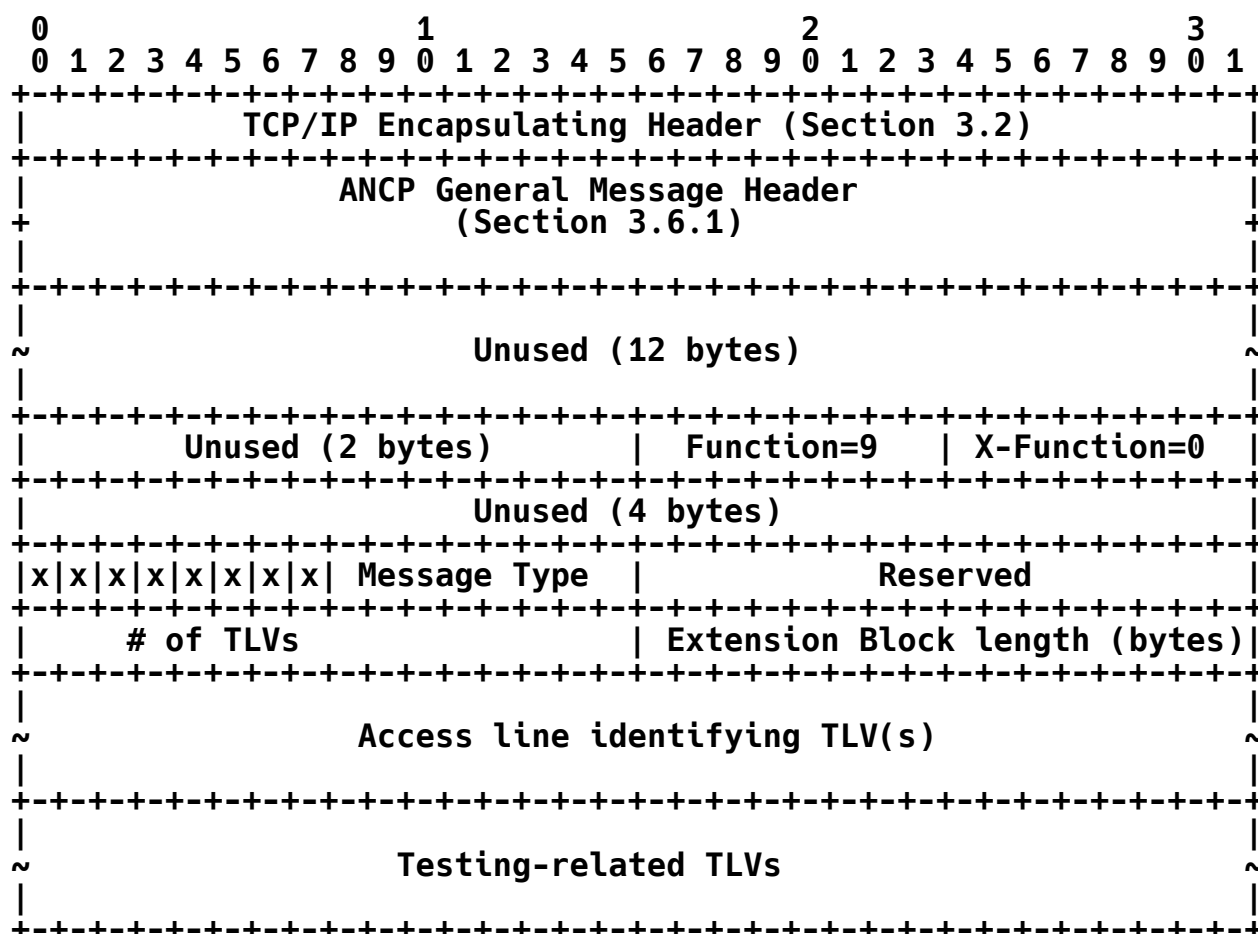 0                   1                   2                   3
 0 1 2 3 4 5 6 7 8 9 0 1 2 3 4 5 6 7 8 9 0 1 2 3 4 5 6 7 8 9 0 1
+-+-+-+-+-+-+-+-+-+-+-+-+-+-+-+-+-+-+-+-+-+-+-+-+-+-+-+-+-+-+-+-+
|           TCP/IP Encapsulating Header (Section 3.2)           |
+-+-+-+-+-+-+-+-+-+-+-+-+-+-+-+-+-+-+-+-+-+-+-+-+-+-+-+-+-+-+-+-+
|                ANCP General Message Header                    |
+                      (Section 3.6.1)                          +
|                                                               |
+-+-+-+-+-+-+-+-+-+-+-+-+-+-+-+-+-+-+-+-+-+-+-+-+-+-+-+-+-+-+-+-+
|                                                               |
~                       Unused (12 bytes)                       ~
|                                                               |
+-+-+-+-+-+-+-+-+-+-+-+-+-+-+-+-+-+-+-+-+-+-+-+-+-+-+-+-+-+-+-+-+
|        Unused (2 bytes)       |  Function=9   | X-Function=0  |
+-+-+-+-+-+-+-+-+-+-+-+-+-+-+-+-+-+-+-+-+-+-+-+-+-+-+-+-+-+-+-+-+
|                       Unused (4 bytes)                        |
+-+-+-+-+-+-+-+-+-+-+-+-+-+-+-+-+-+-+-+-+-+-+-+-+-+-+-+-+-+-+-+-+
|x|x|x|x|x|x|x|x| Message Type  |            Reserved           |
+-+-+-+-+-+-+-+-+-+-+-+-+-+-+-+-+-+-+-+-+-+-+-+-+-+-+-+-+-+-+-+-+
|     # of TLVs                 | Extension Block length (bytes)|
+-+-+-+-+-+-+-+-+-+-+-+-+-+-+-+-+-+-+-+-+-+-+-+-+-+-+-+-+-+-+-+-+
|                                                               |
~                 Access line identifying TLV(s)                ~
|                                                               |
+-+-+-+-+-+-+-+-+-+-+-+-+-+-+-+-+-+-+-+-+-+-+-+-+-+-+-+-+-+-+-+-+
|                                                               |
~                   Testing-related TLVs                        ~
|                                                               |
+-+-+-+-+-+-+-+-+-+-+-+-+-+-+-+-+-+-+-+-+-+-+-+-+-+-+-+-+-+-+-+-+